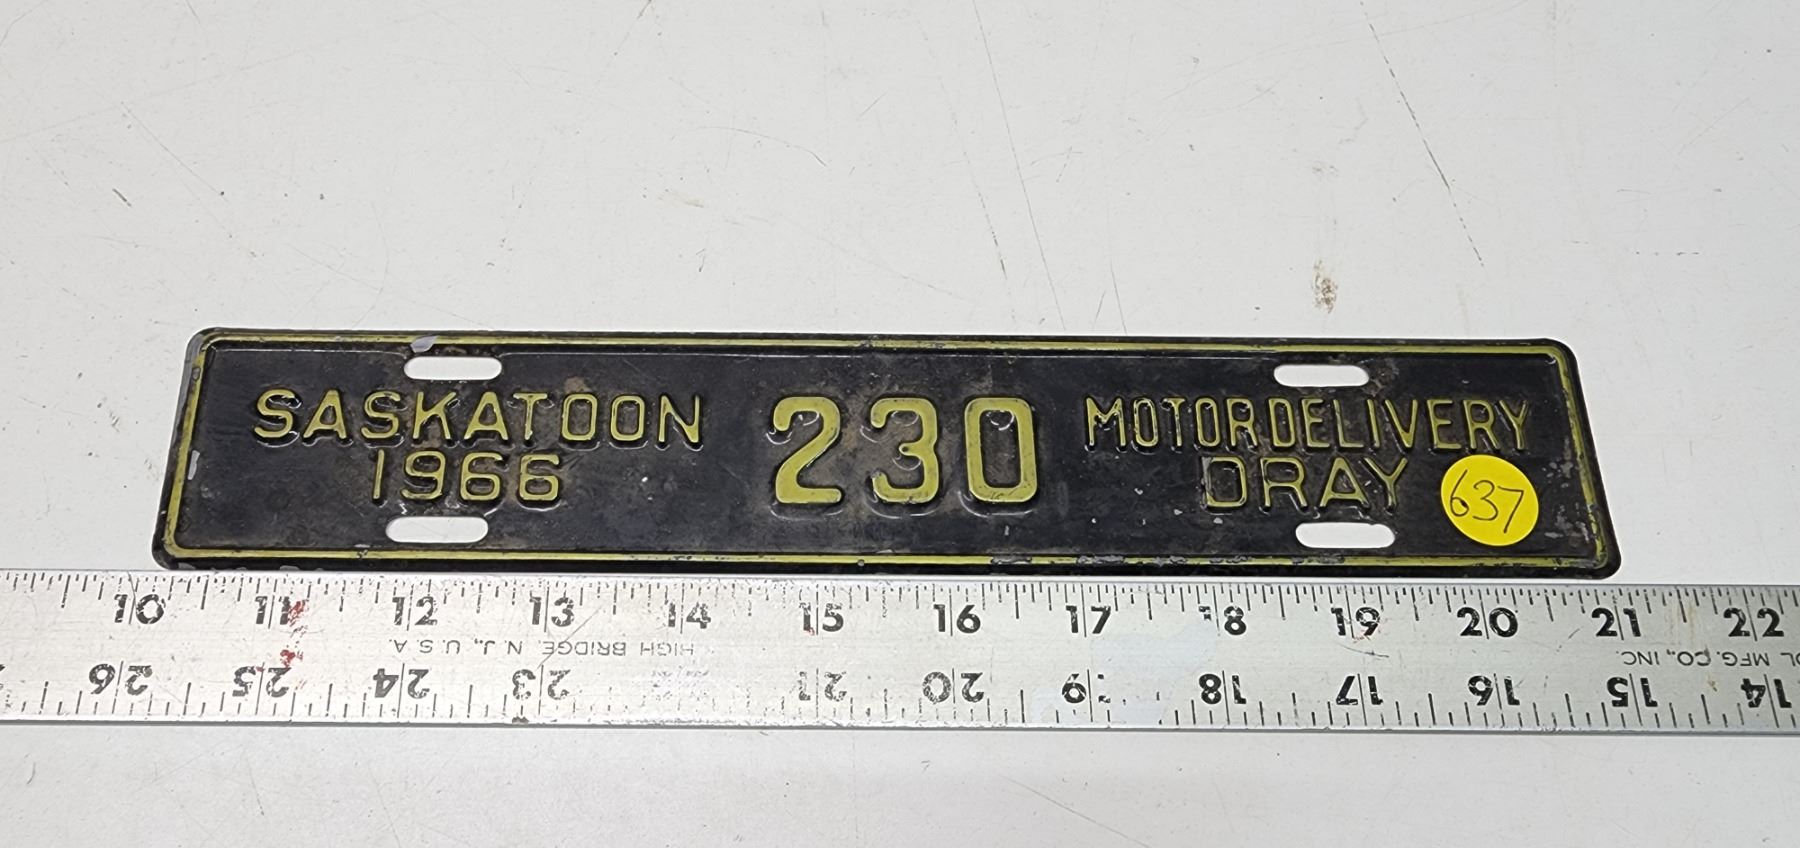 SASKATOON 230 MOTOR DELIVERY
1966 DRAY
637
10 11 12 13 14 15 16 17 18 19 20 21 22
HIGH BRIDGE, N.J., U.S.A
OL MFG. CO., INC.
26 25 24 23 21 20 19 18 17 16 15 14